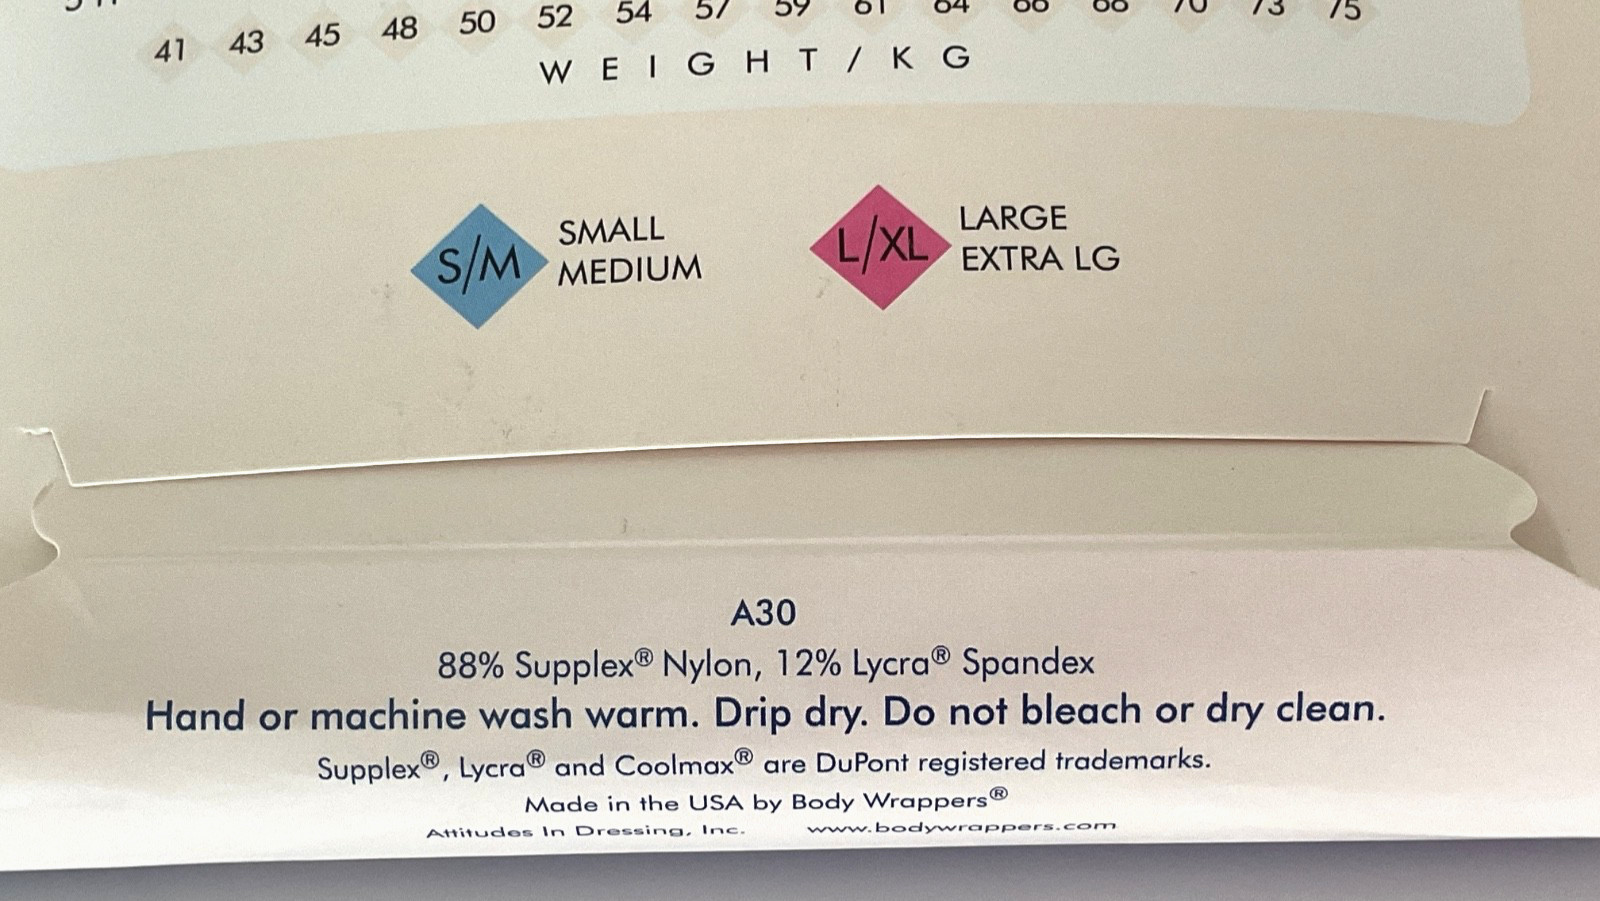 41 43 45 48 50 52 54 57 59 61 64 66 68 70 73 75
WEIGHT/KG
S/M SMALL
MEDIUM
L/XL LARGE
EXTRA LG
A30
88% Supplex® Nylon, 12% Lycra® Spandex
Hand or machine wash warm. Drip dry. Do not bleach or dry clean.
Supplex®, Lycra® and Coolmax® are DuPont registered trademarks.
Made in the USA by Body Wrappers®
Attitudes In Dressing, Inc. www.bodywrappers.com